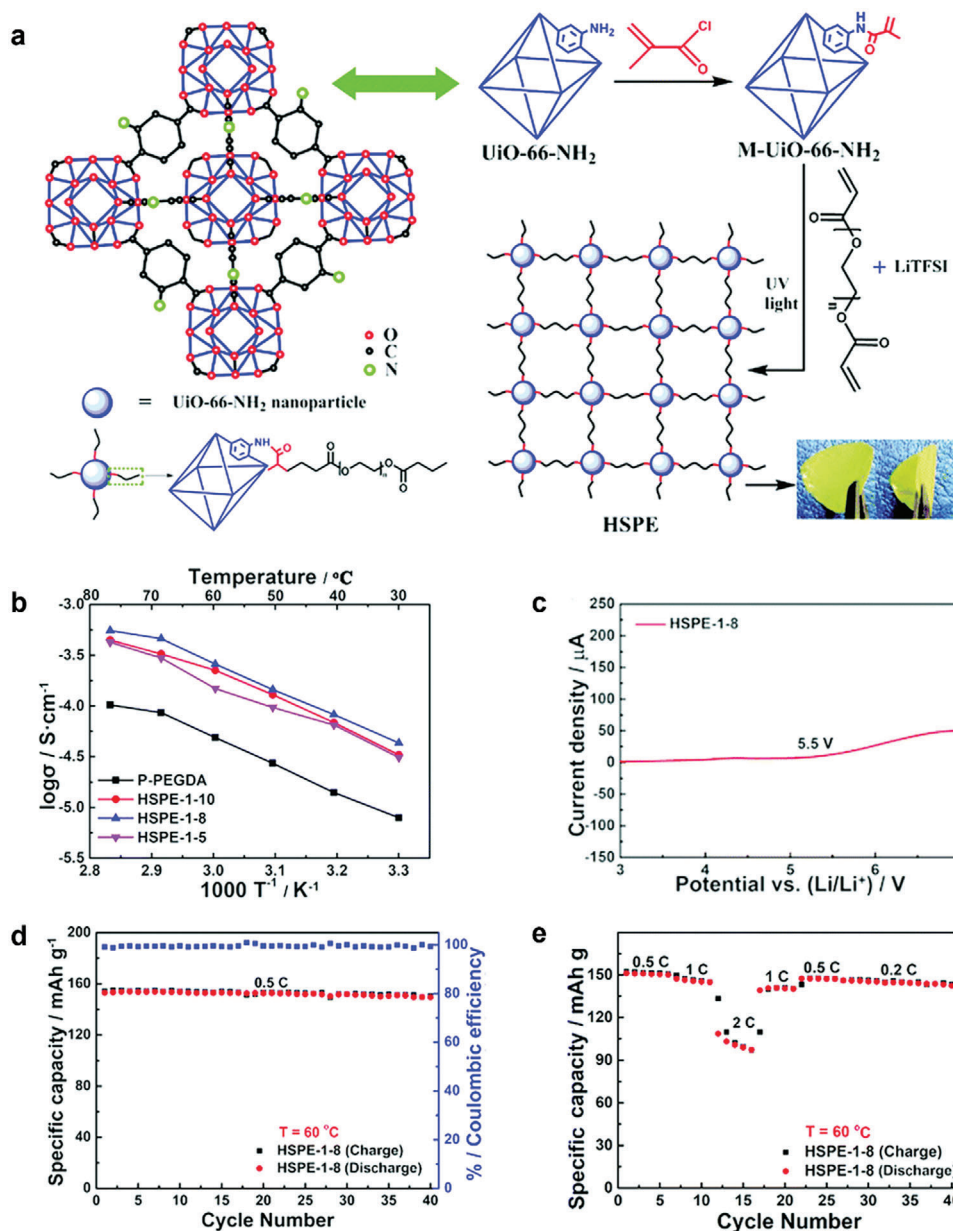 a
NH₂
Cl
O
UiO-66-NH₂
H
N
O
M-UiO-66-NH₂
O
C
N
= UiO-66-NH₂ nanoparticle
NH
O
O
O
n
O
O
UV
light
O
O
n
O
O
+ LiTFSI
HSPE
b
Temperature / °C
80 70 60 50 40 30
-3.0
-3.5
-4.0
-4.5
-5.0
-5.5
logσ / S·cm⁻¹
P-PEGDA
HSPE-1-10
HSPE-1-8
HSPE-1-5
2.8 2.9 3.0 3.1 3.2 3.3
1000 T⁻¹ / K⁻¹
c
250
200
150
100
50
0
-50
-100
-150
Current density / μA
HSPE-1-8
5.5 V
3 4 5 6
Potential vs. (Li/Li⁺) / V
d
200
160
120
80
40
0
Specific capacity / mAh g⁻¹
0.5 C
T = 60 °C
HSPE-1-8 (Charge)
HSPE-1-8 (Discharge)
100
80
60
40
20
0
% / Coulombic efficiency
0 5 10 15 20 25 30 35 40
Cycle Number
e
150
120
90
60
30
0
Specific capacity / mAh g
0.5 C
1 C
2 C
1 C
0.5 C
0.2 C
T = 60 °C
HSPE-1-8 (Charge)
HSPE-1-8 (Discharge)
0 5 10 15 20 25 30 35 40
Cycle Number